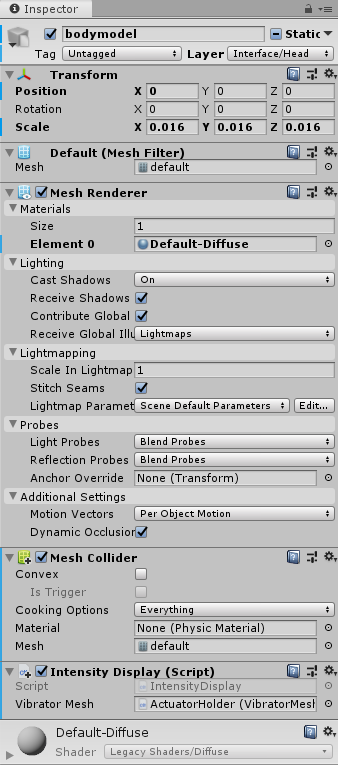 Inspector
bodymodel
Static
Tag Untagged Layer Interface/Head
Transform
Position X 0 Y 0 Z 0
Rotation X 0 Y 0 Z 0
Scale X 0.016 Y 0.016 Z 0.016
Default (Mesh Filter)
Mesh default
Mesh Renderer
Materials
Size 1
Element 0 Default-Diffuse
Lighting
Cast Shadows On
Receive Shadows
Contribute Global
Receive Global Illu Lightmaps
Lightmapping
Scale In Lightmap 1
Stitch Seams
Lightmap Paramet Scene Default Parameters Edit...
Probes
Light Probes Blend Probes
Reflection Probes Blend Probes
Anchor Override None (Transform)
Additional Settings
Motion Vectors Per Object Motion
Dynamic Occlusion
Mesh Collider
Convex
Is Trigger
Cooking Options Everything
Material None (Physic Material)
Mesh default
Intensity Display (Script)
Script IntensityDisplay
Vibrator Mesh ActuatorHolder (VibratorMesh
Default-Diffuse
Shader Legacy Shaders/Diffuse